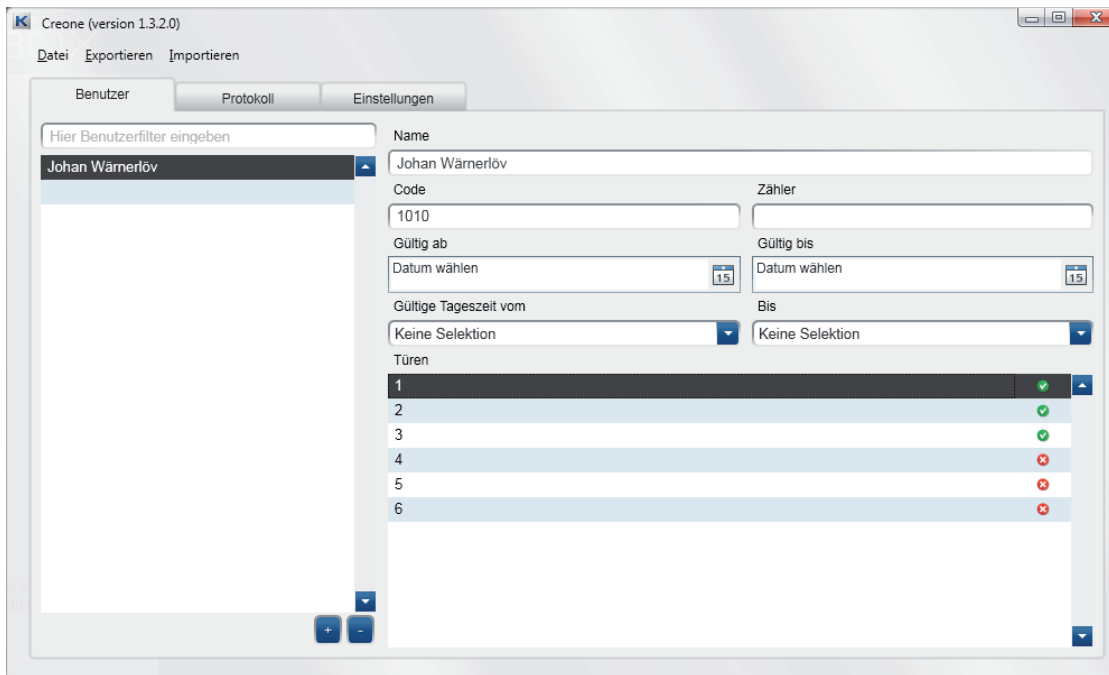 Creone (version 1.3.2.0)
Datei Exportieren Importieren
Benutzer Protokoll Einstellungen
Hier Benutzerfilter eingeben
Johan Wärnerlöv
Name
Johan Wärnerlöv
Code Zähler
1010
Gültig ab Gültig bis
Datum wählen 15 Datum wählen 15
Gültige Tageszeit vom Bis
Keine Selektion Keine Selektion
Türen
1
2
3
4
5
6
+ -